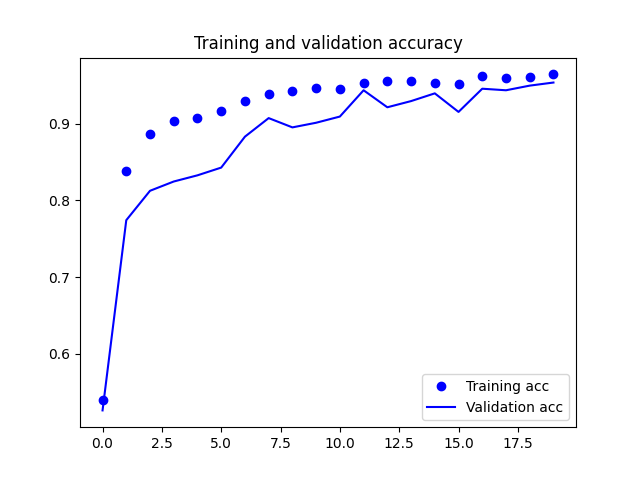 Training and validation accuracy
0.9
0.8
0.7
0.6
Training acc
Validation acc
0.0 2.5 5.0 7.5 10.0 12.5 15.0 17.5